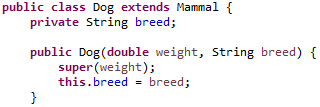 public class Dog extends Mammal {
    private String breed;

    public Dog(double weight, String breed) {
        super(weight);
        this.breed = breed;
    }